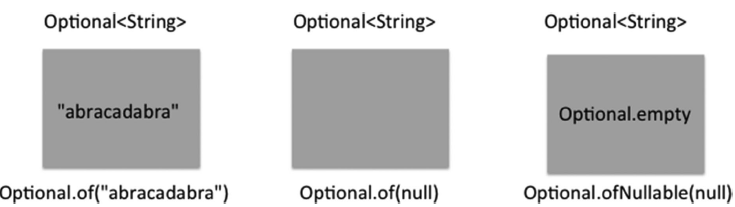 Optional<String> Optional<String> Optional<String>
"abracadabra" Optional.empty
Optional.of("abracadabra") Optional.of(null) Optional.ofNullable(null)